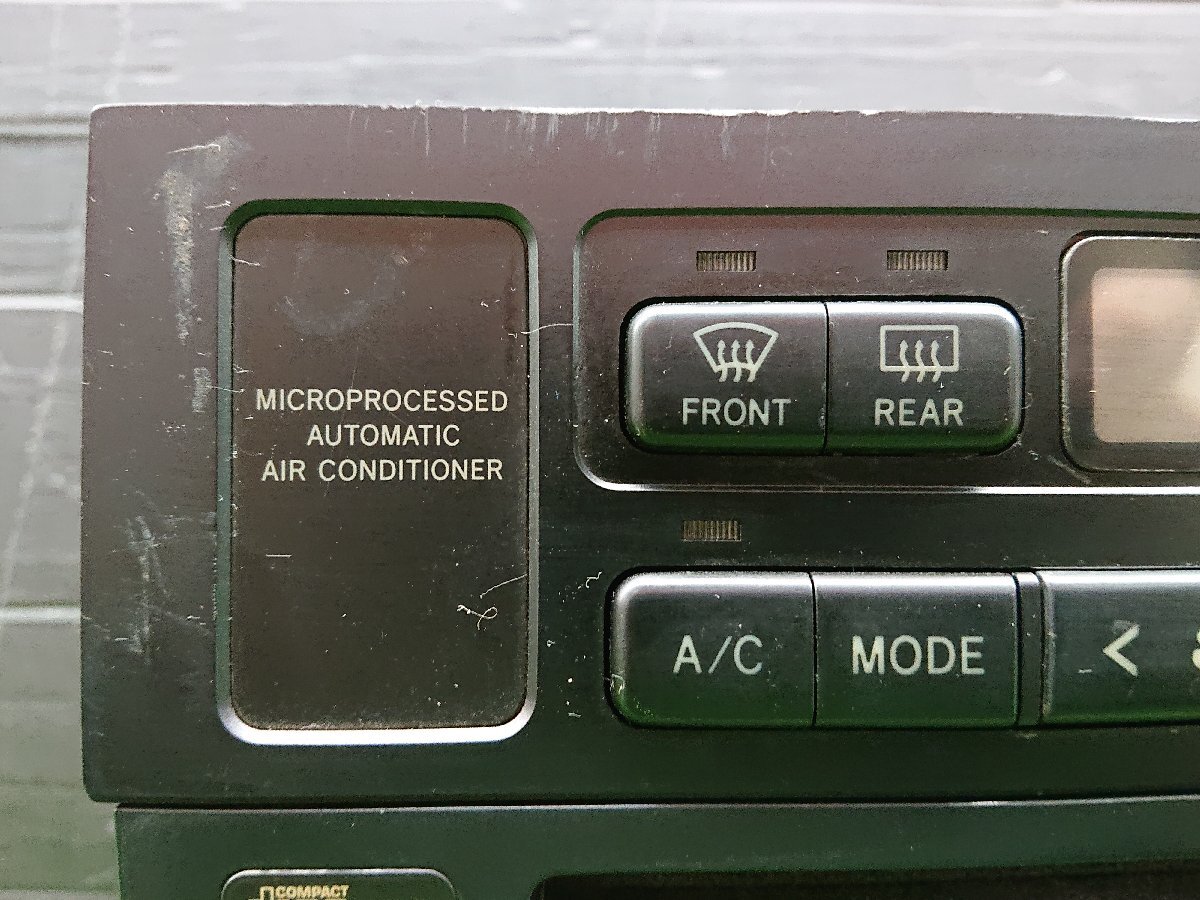 MICROPROCESSED
AUTOMATIC
AIR CONDITIONER
FRONT
REAR
A/C
MODE
<
COMPACT